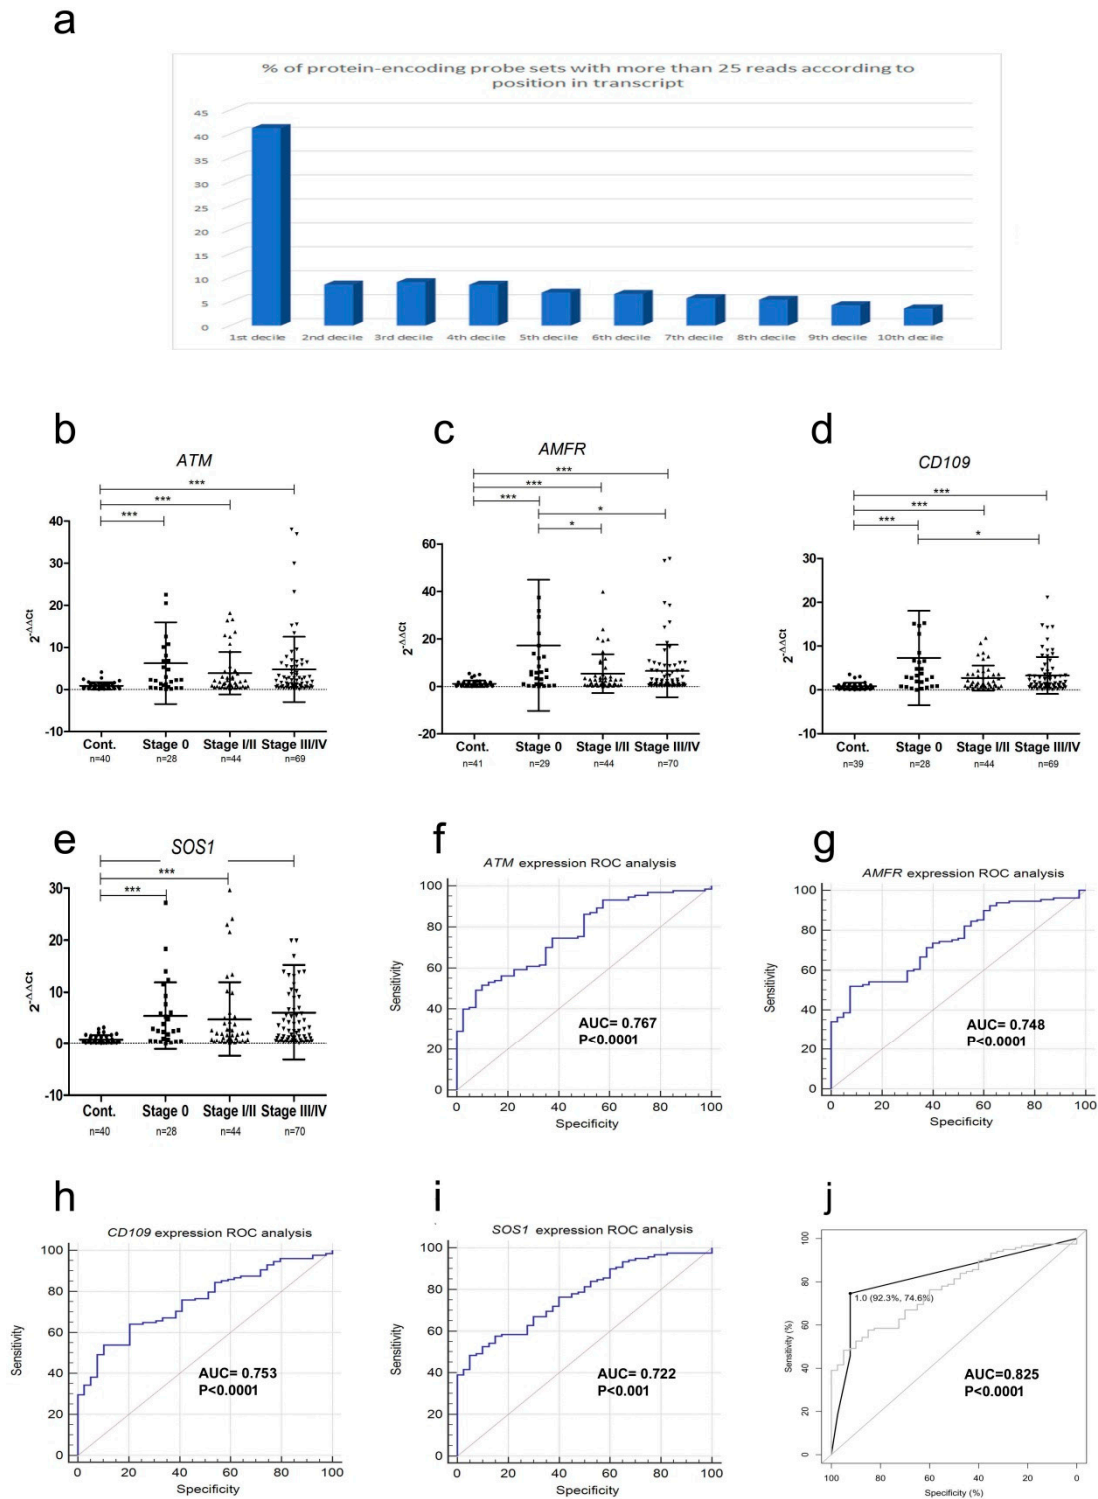 a
% of protein-encoding probe sets with more than 25 reads according to
position in transcript
45
40
35
30
25
20
15
10
5
0
1st decile 2nd decile 3rd decile 4th decile 5th decile 6th decile 7th decile 8th decile 9th decile 10th decile
b
ATM
***
***
***
40
30
20
10
0
-10
2-ΔΔCt
Cont. Stage 0 Stage I/II Stage III/IV
n=40 n=28 n=44 n=69
c
AMFR
***
***
***
*
*
60
40
20
0
-20
2-ΔΔCt
Cont. Stage 0 Stage I/II Stage III/IV
n=41 n=29 n=44 n=70
d
CD109
***
***
***
*
30
20
10
0
-10
2-ΔΔCt
Cont. Stage 0 Stage I/II Stage III/IV
n=39 n=28 n=44 n=69
e
SOS1
***
***
30
20
10
0
-10
2-ΔΔCt
Cont. Stage 0 Stage I/II Stage III/IV
n=40 n=28 n=44 n=70
f
ATM expression ROC analysis
100
80
60
40
20
0
Sensitivity
AUC= 0.767
P<0.0001
0 20 40 60 80 100
Specificity
g
AMFR expression ROC analysis
100
80
60
40
20
0
Sensitivity
AUC= 0.748
P<0.0001
0 20 40 60 80 100
Specificity
h
CD109 expression ROC analysis
100
80
60
40
20
0
Sensitivity
AUC= 0.753
P<0.0001
0 20 40 60 80 100
Specificity
i
SOS1 expression ROC analysis
100
80
60
40
20
0
Sensitivity
AUC= 0.722
P<0.001
0 20 40 60 80 100
Specificity
j
100
80
60
40
20
0
Sensitivity (%)
1.0 (92.3%, 74.6%)
AUC=0.825
P<0.0001
100 80 60 40 20 0
Specificity (%)